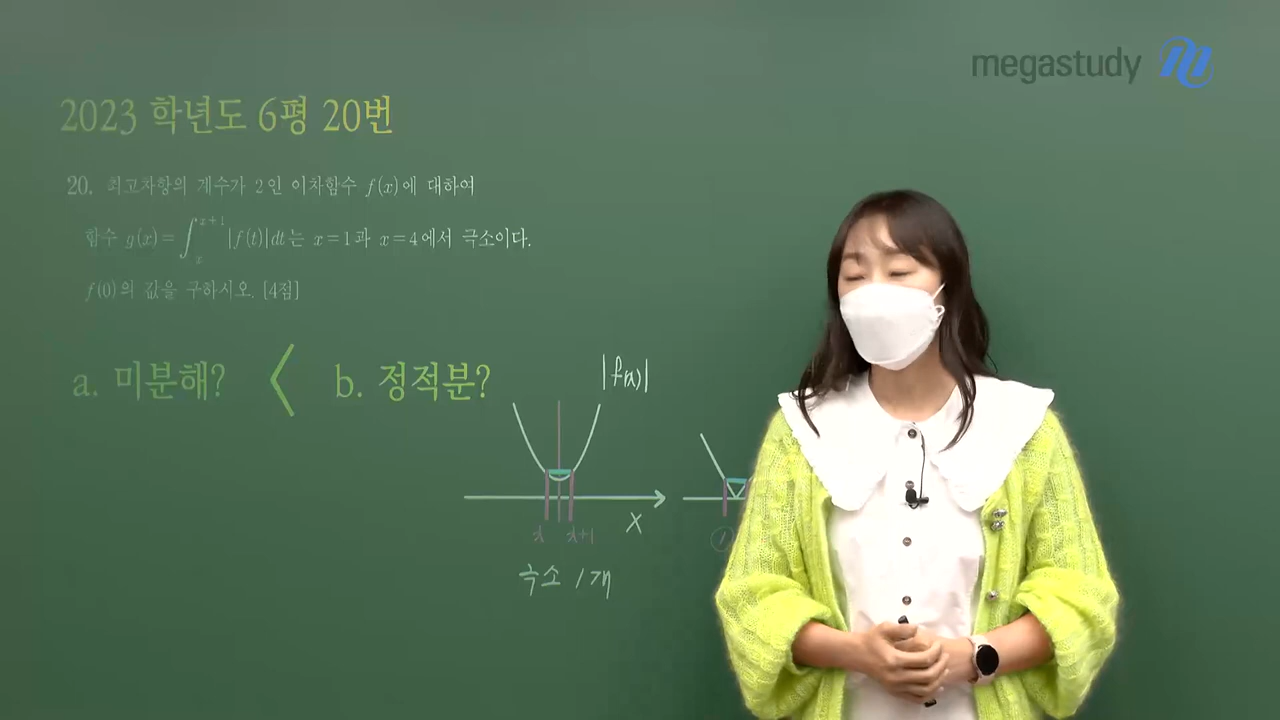 megastudy
2023 학년도 6평 20번
20. 최고차항의 계수가 2인 이차함수 f(x)에 대하여
함수 g(x)=∫ₓˣ⁺¹|f(t)|dt는 x=1과 x=4에서 극소이다.
f(0)의 값을 구하시오. [4점]
a. 미분해? < b. 정적분?
|f(x)|
x
x x+1
극소 1개